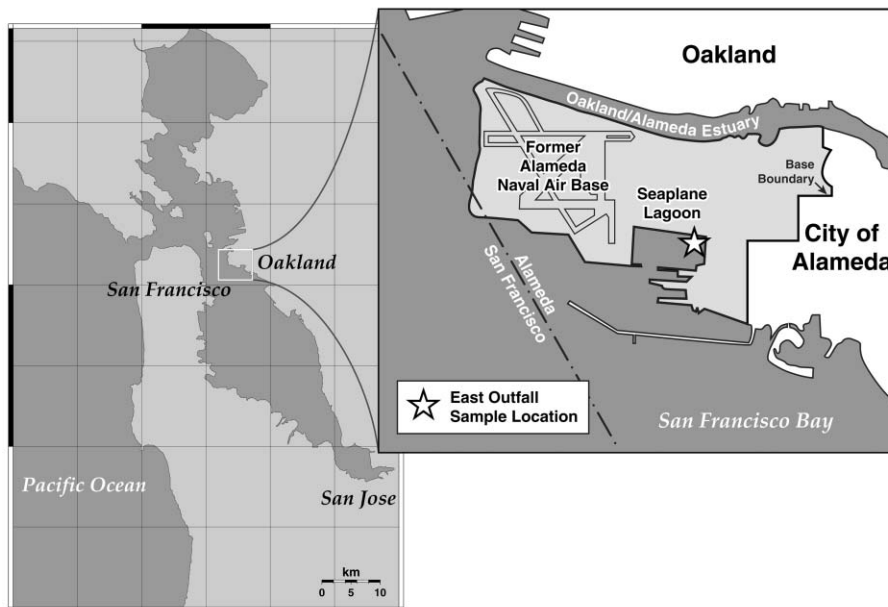 Oakland
San Francisco
Pacific Ocean
San Jose
km
0 5 10
Oakland
Oakland/Alameda Estuary
Former
Alameda
Naval Air Base
Base
Boundary
Seaplane
Lagoon
City of
Alameda
Alameda
San Francisco
East Outfall
Sample Location
San Francisco Bay